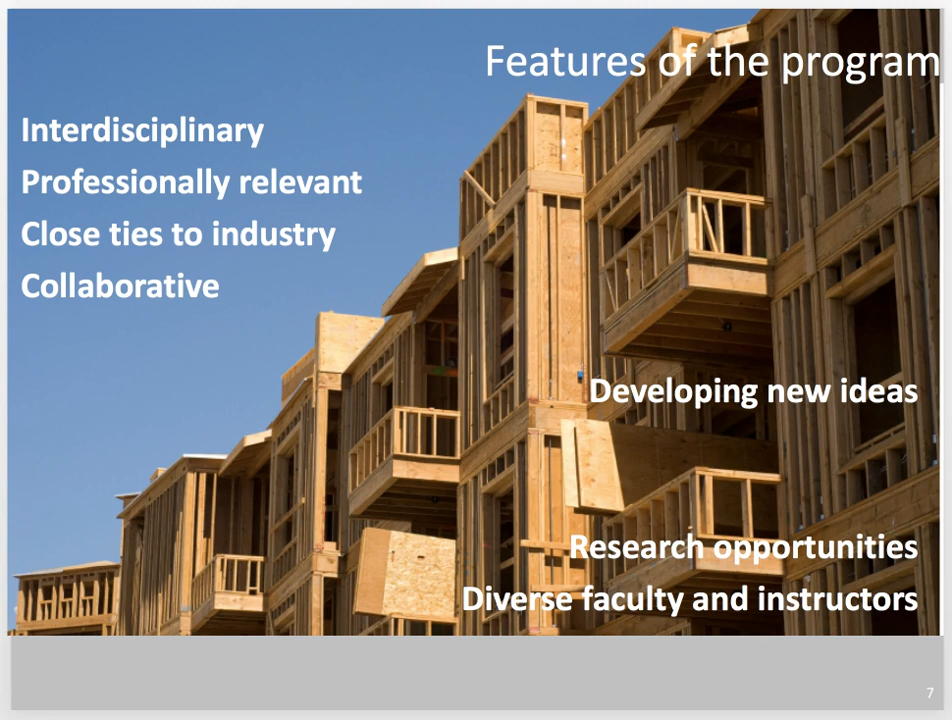 Features of the program
Interdisciplinary
Professionally relevant
Close ties to industry
Collaborative
Developing new ideas
Research opportunities
Diverse faculty and instructors
7